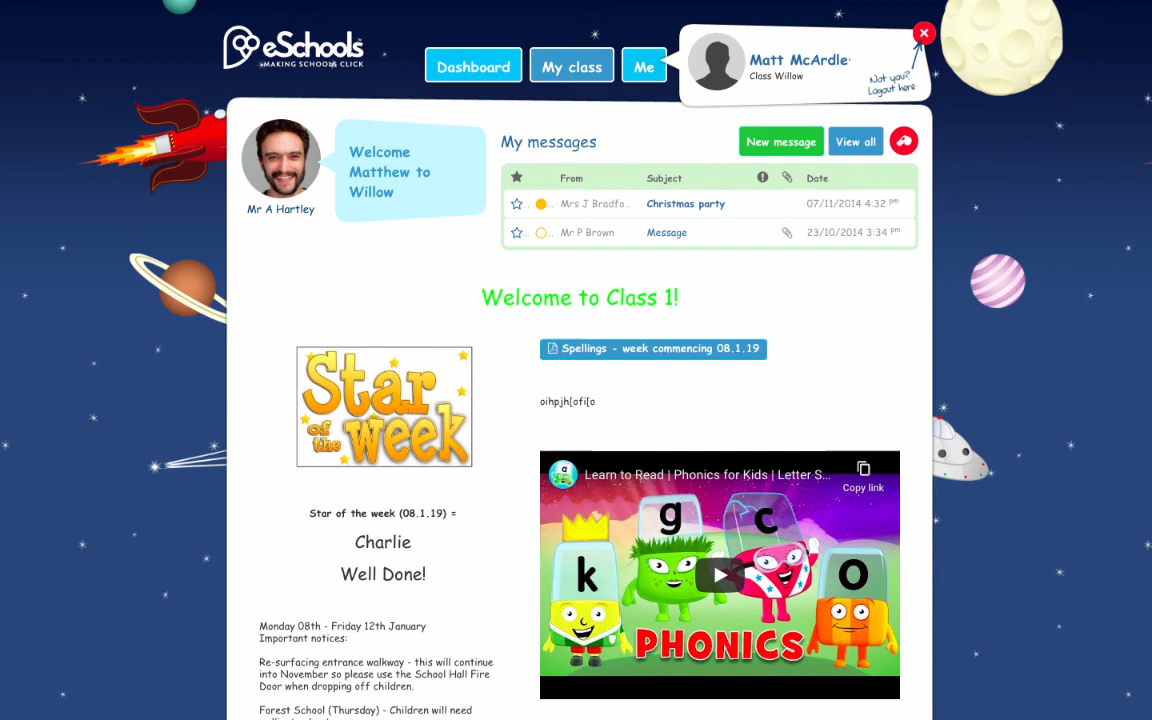 eSchools
MAKING SCHOOLS CLICK
Dashboard
My class
Me
Matt McArdle
Class Willow
Not you?
Logout here
Welcome
Matthew to
Willow
Mr A Hartley
My messages
New message
View all
From Subject Date
Mrs J Bradfo... Christmas party 07/11/2014 4:32 pm
Mr P Brown Message 23/10/2014 3:34 pm
Welcome to Class 1!
Star
of the
week
Star of the week (08.1.19) =
Charlie
Well Done!
Monday 08th - Friday 12th January
Important notices:
Re-surfacing entrance walkway - this will continue
into November so please use the School Hall Fire
Door when dropping off children.
Forest School (Thursday) - Children will need
Spellings - week commencing 08.1.19
oihpjh[ofi[o
a
Learn to Read | Phonics for Kids | Letter S...
Copy link
k
g
c
o
PHONICS